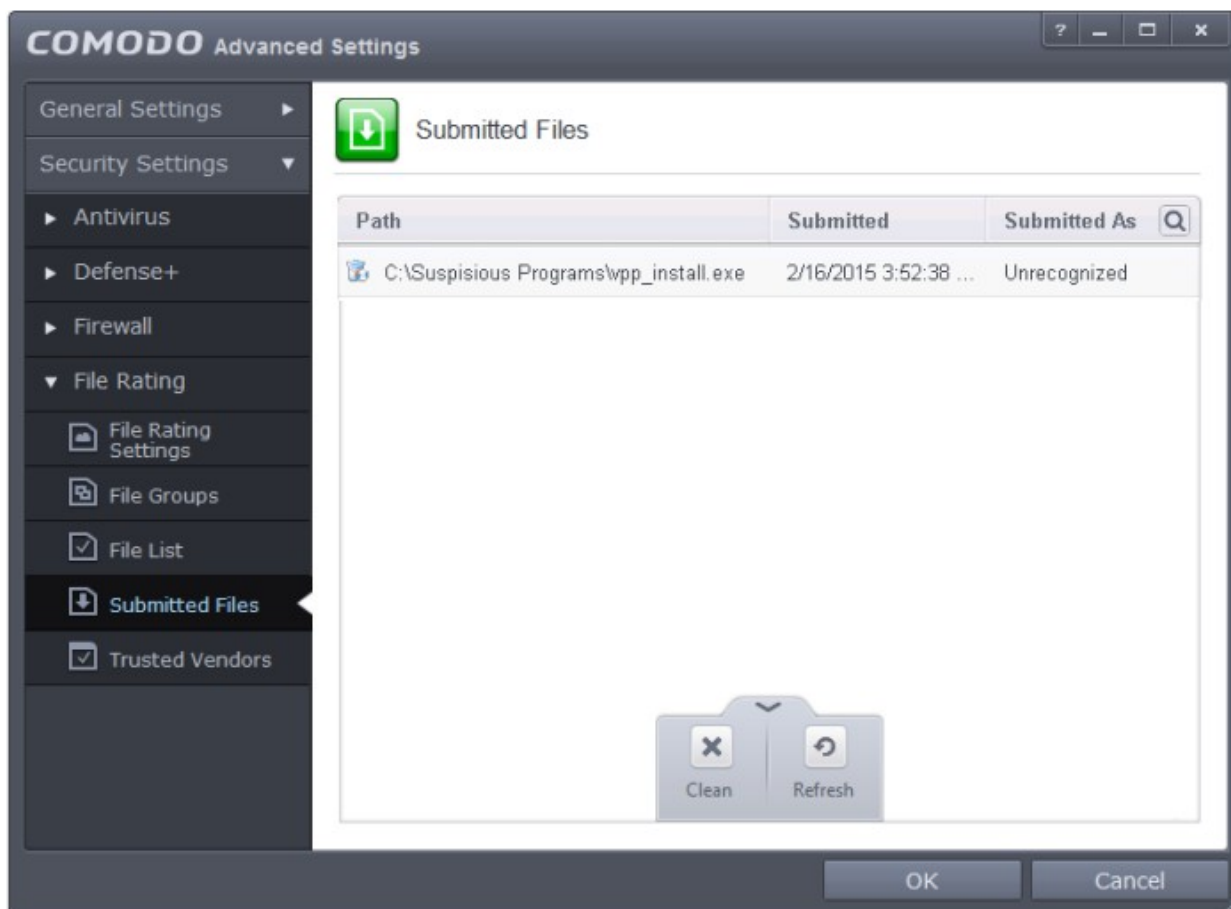 COMODO Advanced Settings
?
General Settings
Security Settings
Antivirus
Defense+
Firewall
File Rating
File Rating
Settings
File Groups
File List
Submitted Files
Trusted Vendors
Submitted Files
Path Submitted Submitted As
C:\Suspisious Programs\vpp_install.exe 2/16/2015 3:52:38 ... Unrecognized
Clean Refresh
OK Cancel